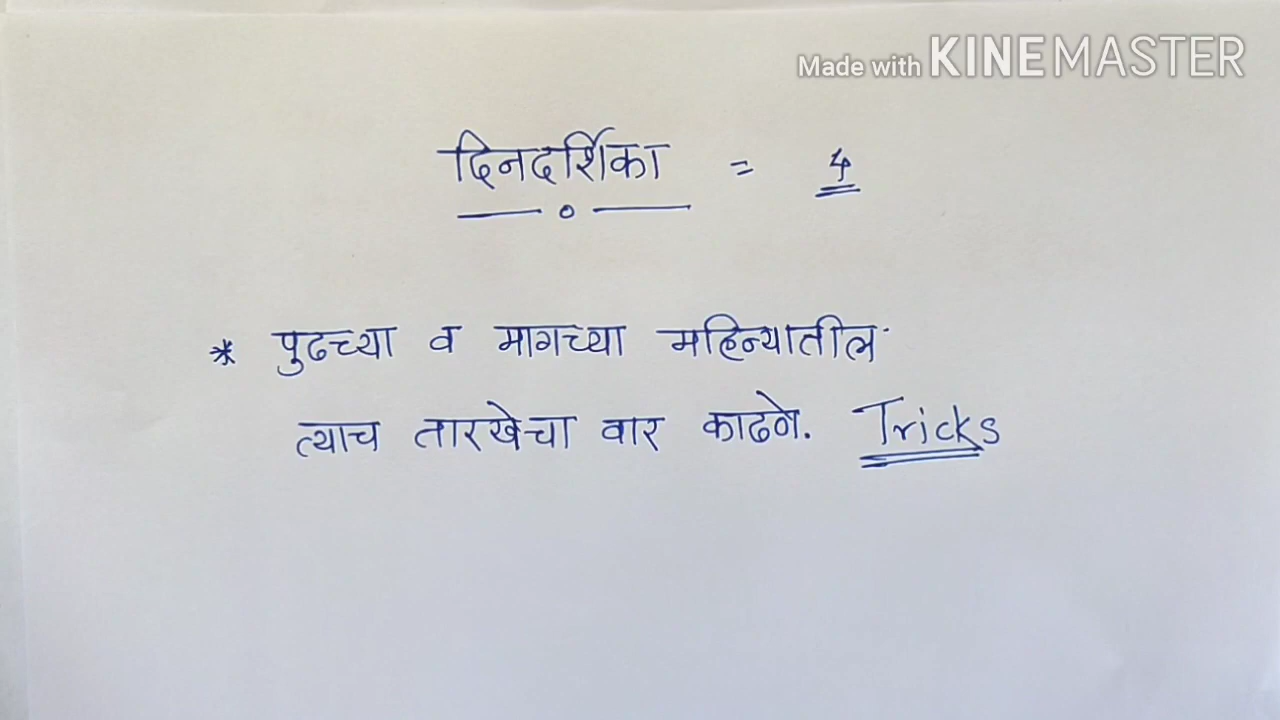 Made with KINEMASTER
दिनदर्शिका = 4
* पुढच्या व मागच्या महिन्यातील
त्याच तारखेचा वार काढणे. Tricks